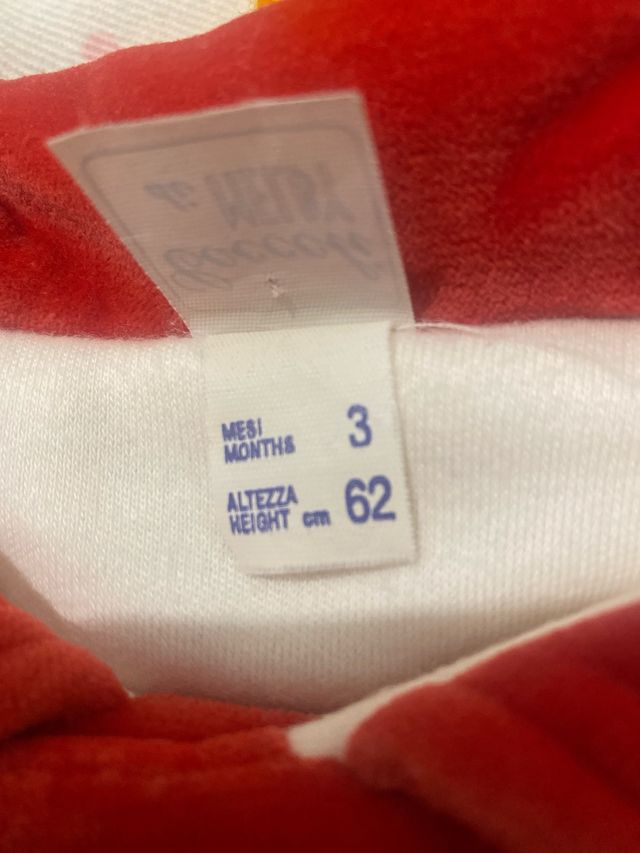 MESI 3
MONTHS
ALTEZZA
HEIGHT cm 62